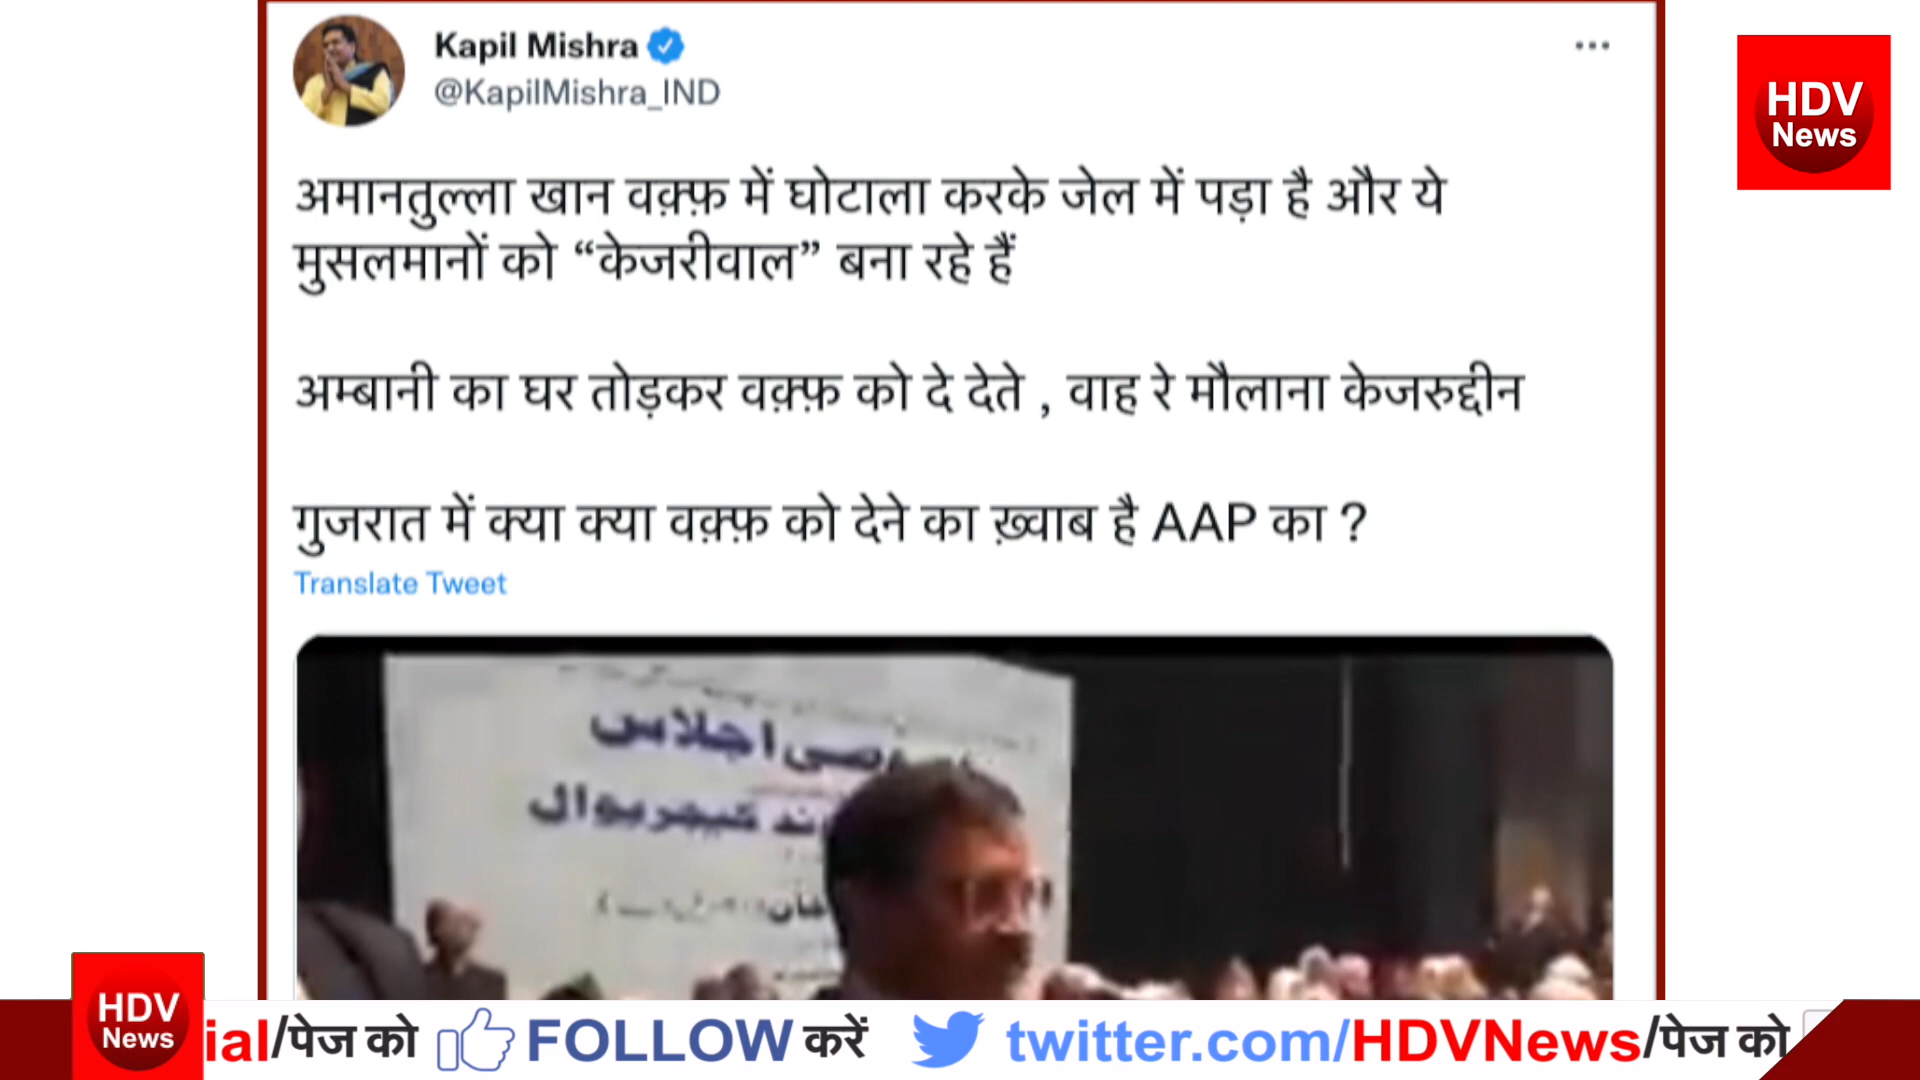 Kapil Mishra
@KapilMishra_IND
अमानतुल्ला खान वक़्फ़ में घोटाला करके जेल में पड़ा है और ये
मुसलमानों को “केजरीवाल” बना रहे हैं
अम्बानी का घर तोड़कर वक़्फ़ को दे देते , वाह रे मौलाना केजरुद्दीन
गुजरात में क्या क्या वक़्फ़ को देने का ख़्वाब है AAP का ?
Translate Tweet
HDV
News
اجلاس
کیجریوال
خان
HDV
News
ial/पेज को FOLLOW करें twitter.com/HDVNews/पेज को